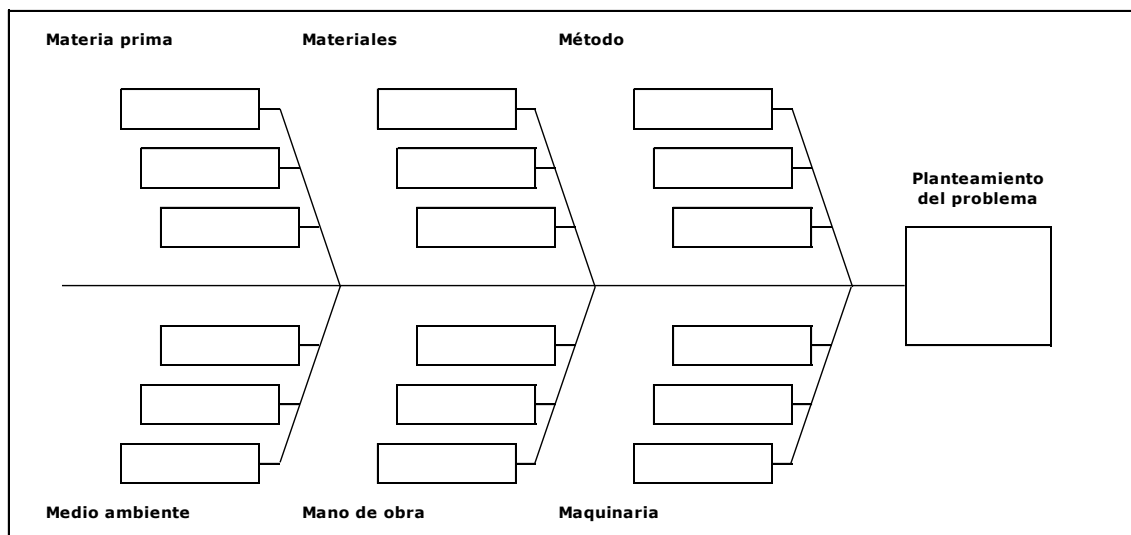 Materia prima
Materiales
Método
Planteamiento
del problema
Medio ambiente
Mano de obra
Maquinaria